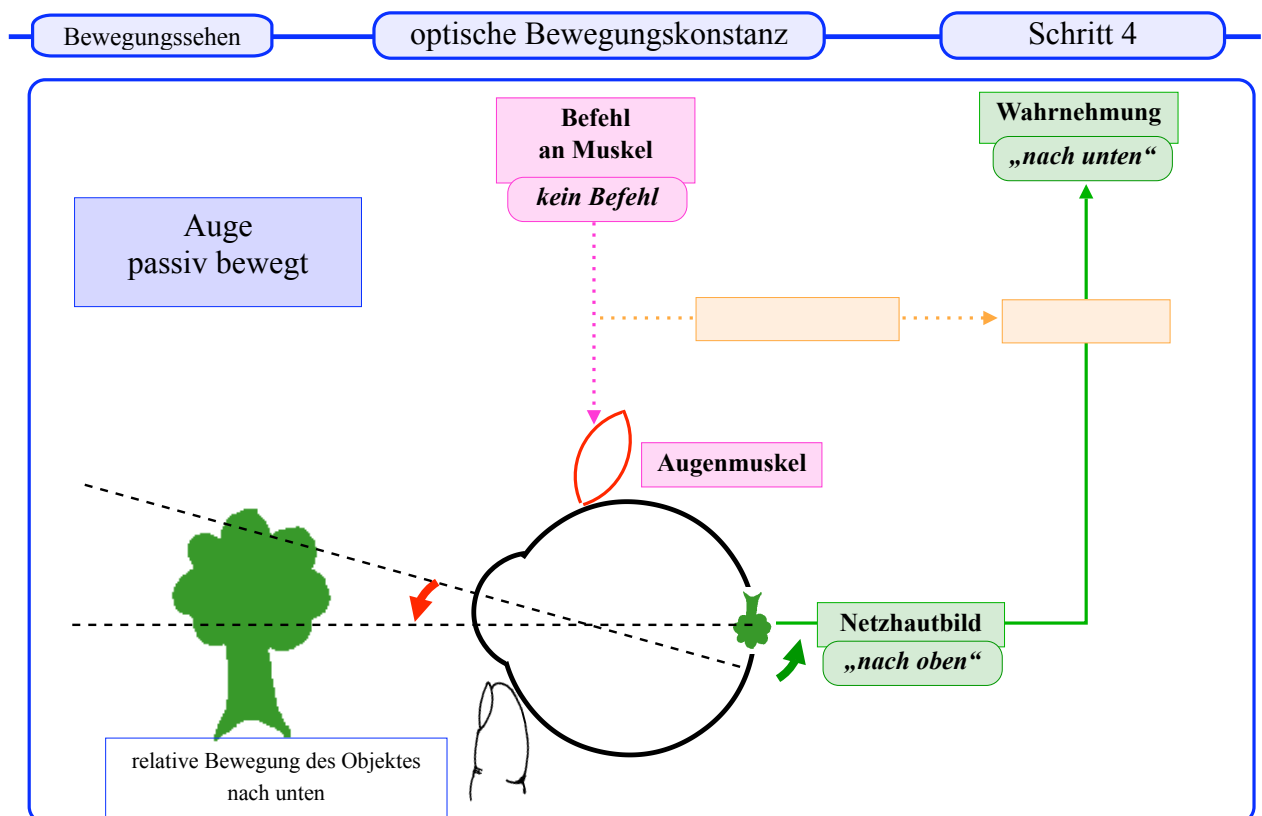 Bewegungssehen
optische Bewegungskonstanz
Schritt 4
Befehl
an Muskel
kein Befehl
Wahrnehmung
„nach unten“
Auge
passiv bewegt
Augenmuskel
Netzhautbild
„nach oben“
relative Bewegung des Objektes
nach unten